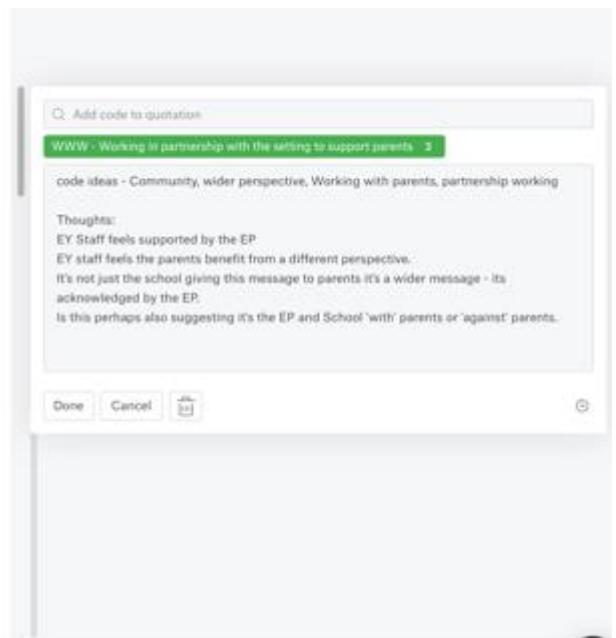 Add code to quotation
WWW - Working in partnership with the setting to support parents 3
code ideas - Community, wider perspective, Working with parents, partnership working
Thoughts:
EY Staff feels supported by the EP
EY staff feels the parents benefit from a different perspective.
It's not just the school giving this message to parents it's a wider message - its
acknowledged by the EP.
Is this perhaps also suggesting it's the EP and School 'with' parents or 'against' parents.
Done Cancel